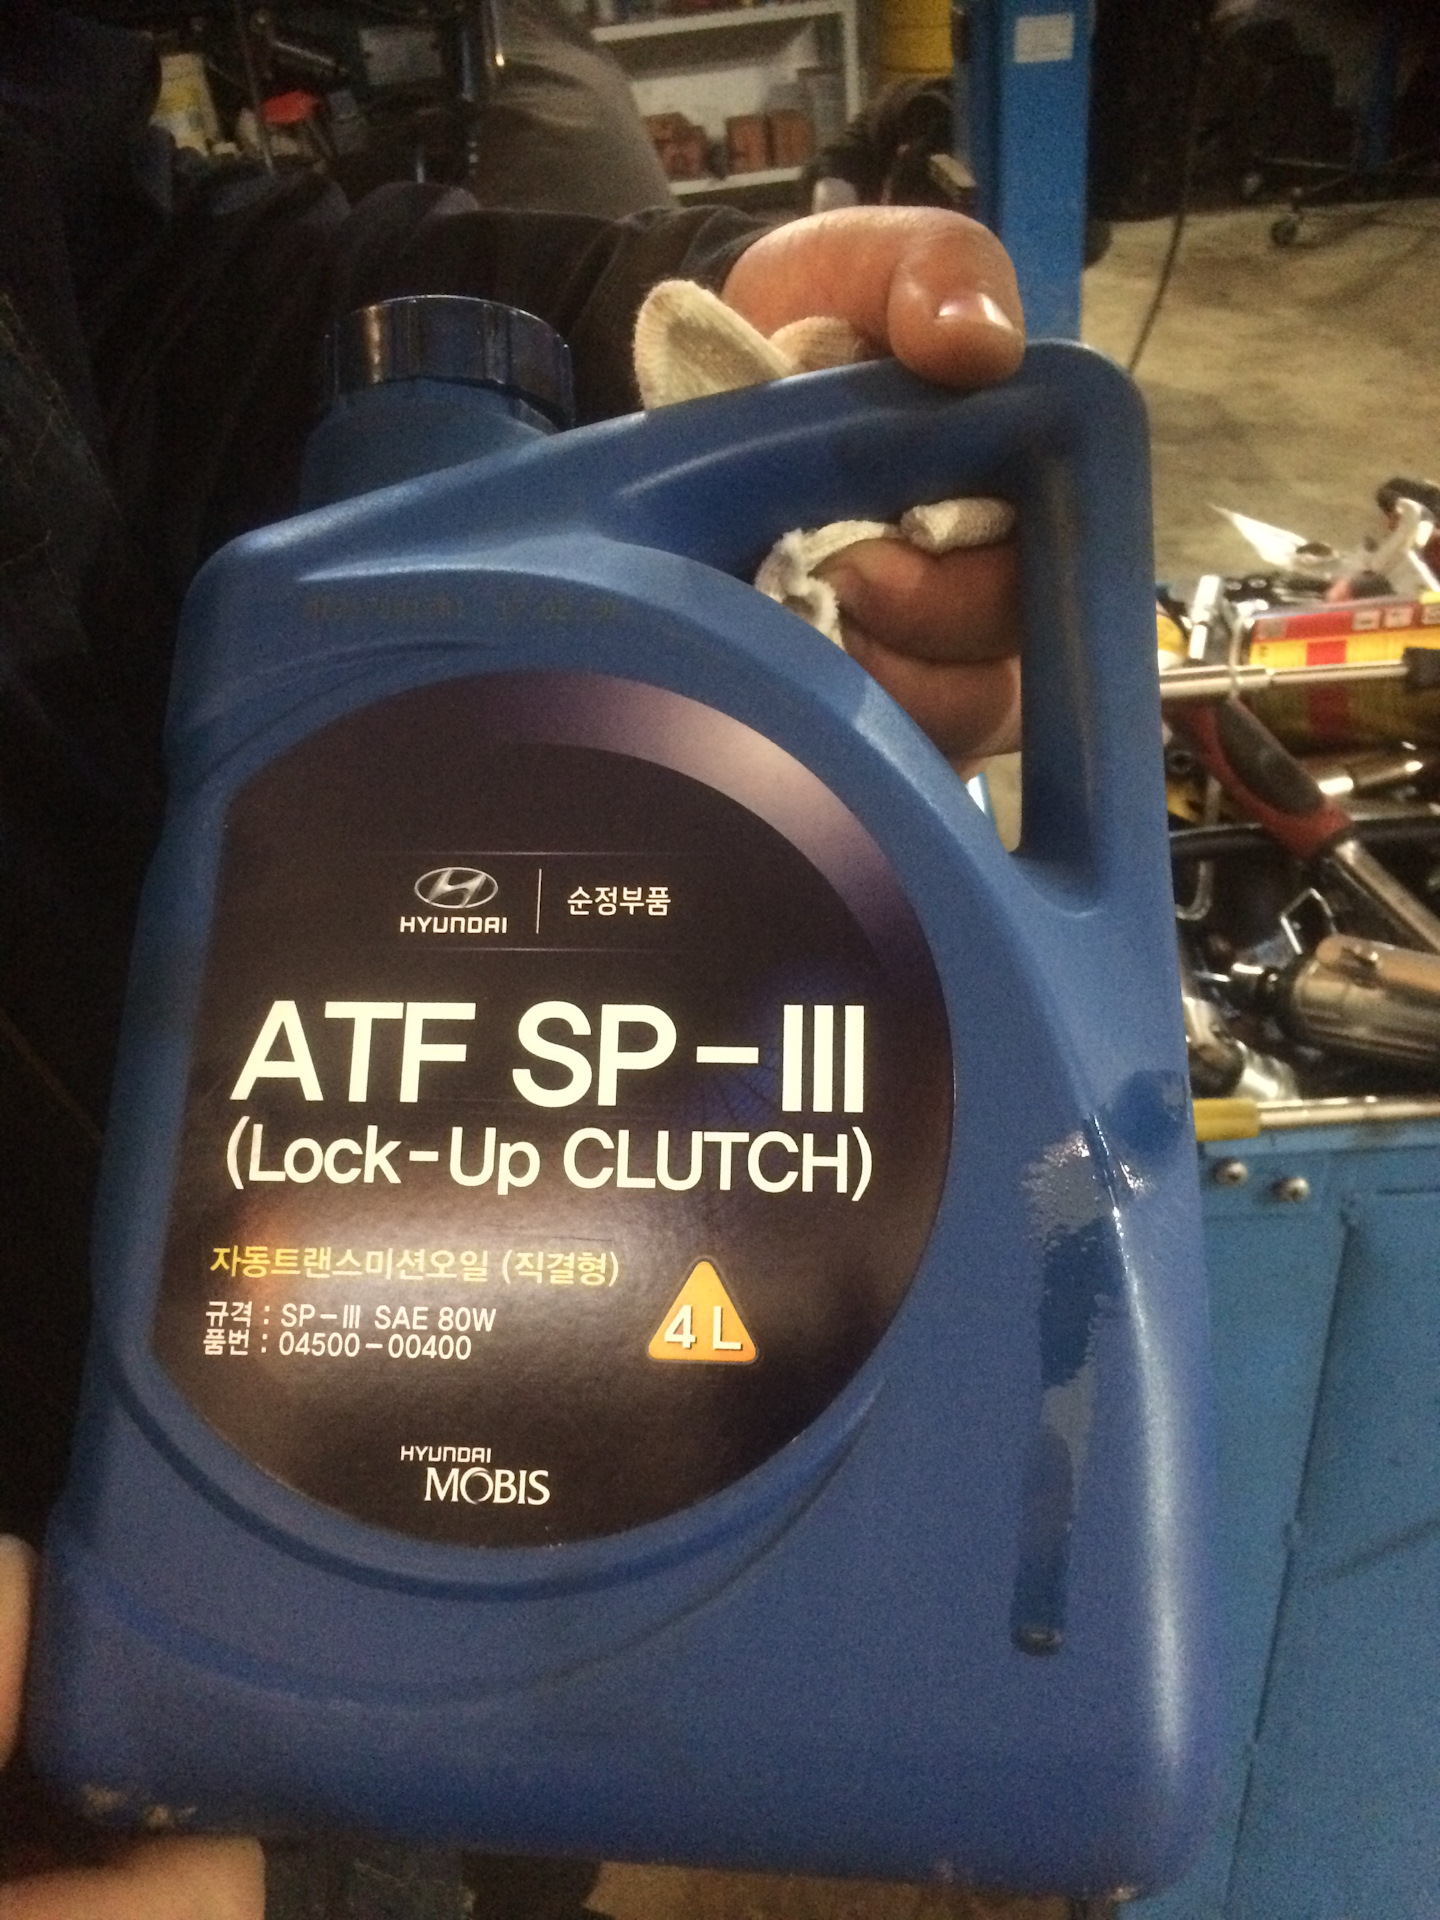 HYUNDAI
순정부품
ATF SP-III
(Lock-Up CLUTCH)
자동트랜스미션오일 (직결형)
규격 : SP-III SAE 80W
품번 : 04500-00400
4 L
HYUNDAI
MOBIS